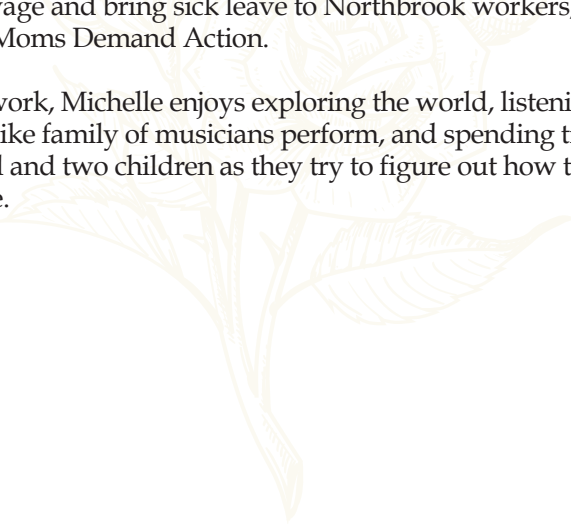 wage and bring sick leave to Northbrook workers,
Moms Demand Action.
work, Michelle enjoys exploring the world, listeni
like family of musicians perform, and spending t
and two children as they try to figure out how t